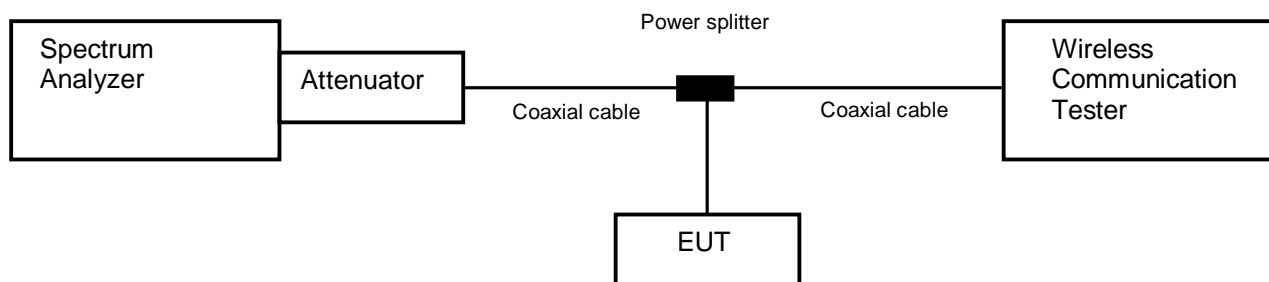 Power splitter
Spectrum
Analyzer
Attenuator
Wireless
Communication
Tester
Coaxial cable
Coaxial cable
EUT